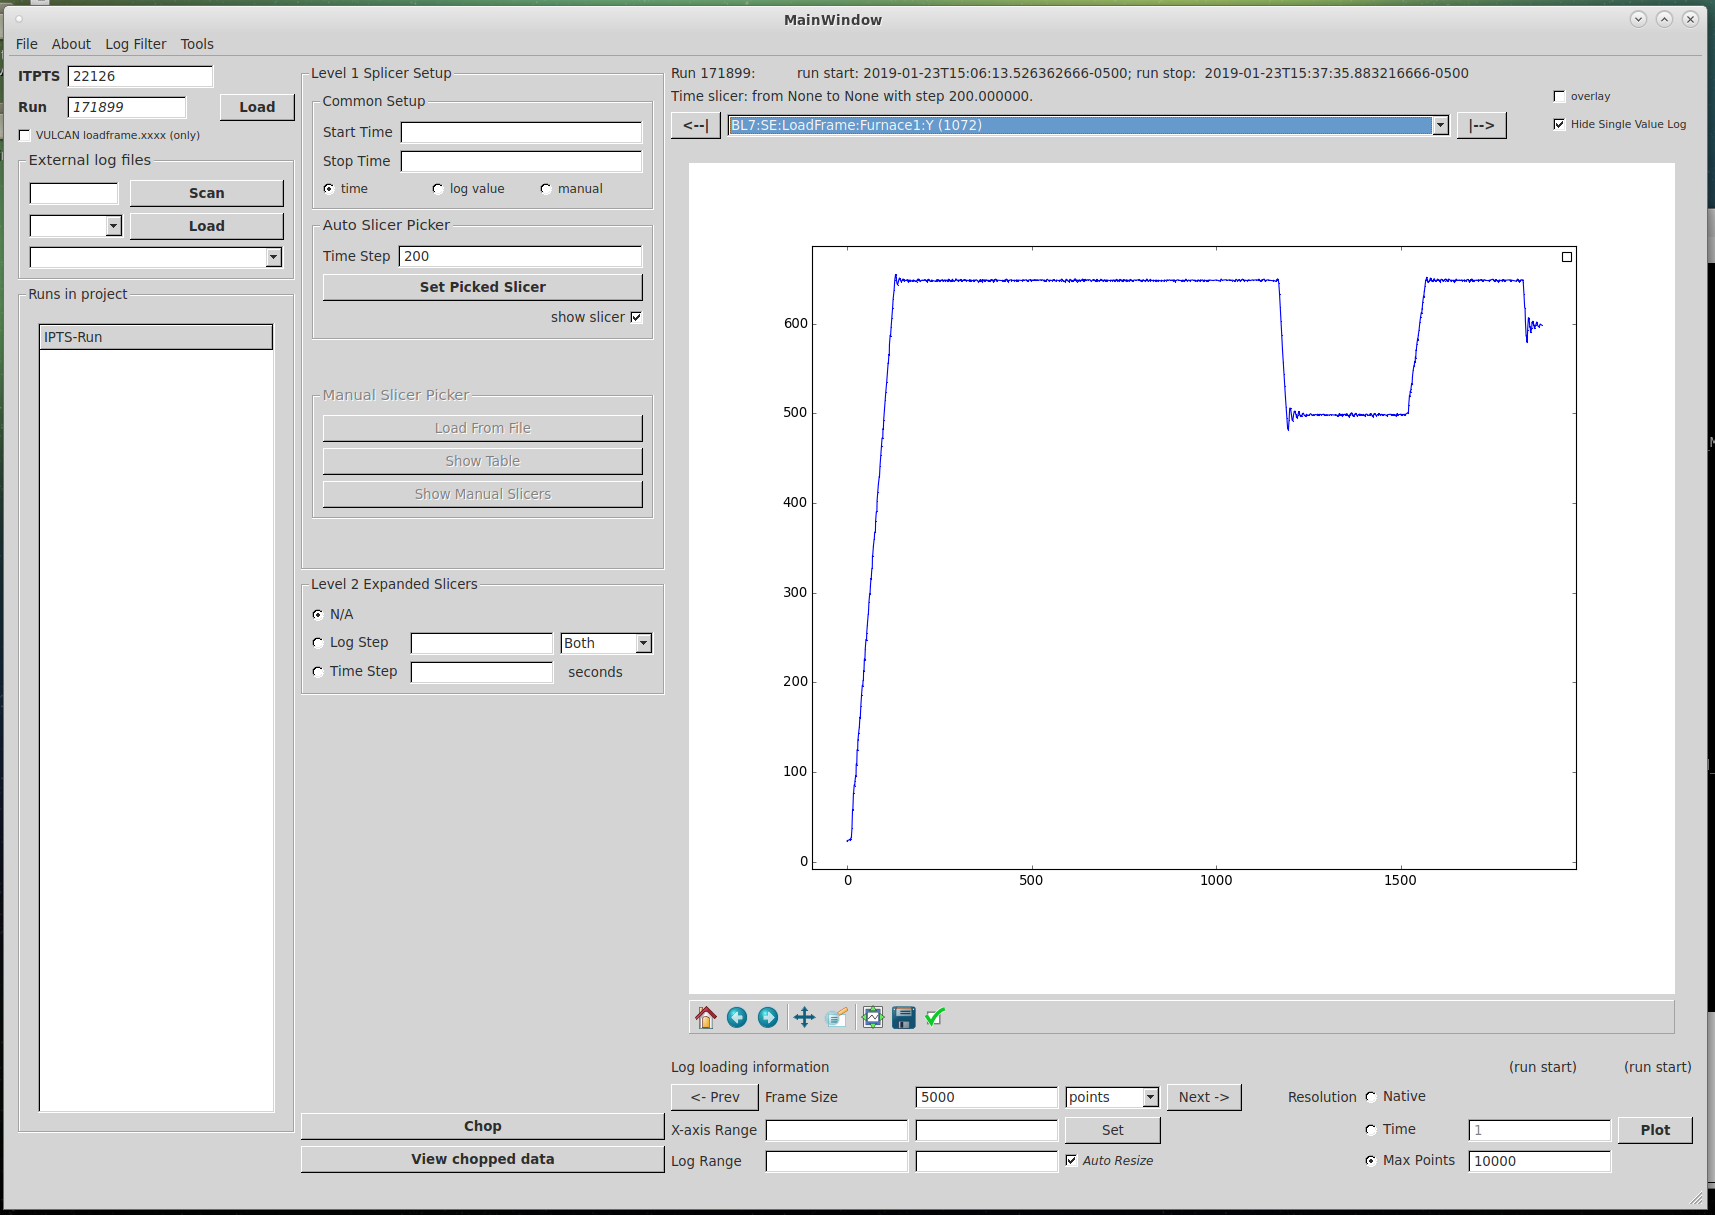 MainWindow
File About Log Filter Tools
ITPTS 22126
Run 171899 Load
VULCAN loadframe.xxxx (only)
External log files
Scan
Load
Runs in project
IPTS-Run
Level 1 Splicer Setup
Common Setup
Start Time
Stop Time
time log value manual
Auto Slicer Picker
Time Step 200
Set Picked Slicer
show slicer
Manual Slicer Picker
Load From File
Show Table
Show Manual Slicers
Level 2 Expanded Slicers
N/A
Log Step Both
Time Step seconds
Chop
View chopped data
Run 171899: run start: 2019-01-23T15:06:13.526362666-0500; run stop: 2019-01-23T15:37:35.883216666-0500
Time slicer: from None to None with step 200.000000.
overlay
<--| BL7:SE:LoadFrame:Furnace1:Y (1072) |-->
Hide Single Value Log
600
500
400
300
200
100
0
0 500 1000 1500
Log loading information (run start) (run start)
<- Prev Frame Size 5000 points Next -> Resolution Native
X-axis Range Set Time 1 Plot
Log Range Auto Resize Max Points 10000